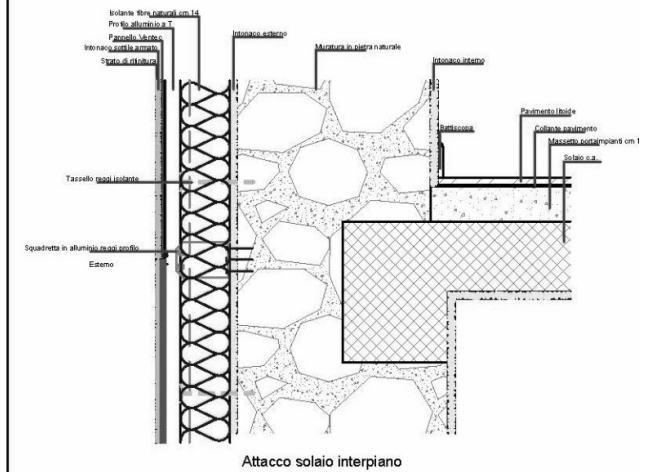 Isolante fibre naturali cm 14
Profilo alluminio a T
Pannello Ventec
Intonaco sottile armato
Strato di rifinitura
Intonaco esterno
Muratura in pietra naturale
Intonaco interno
Battiscopa
Pavimento litoide
Collante pavimento
Massetto portaimpianti cm 1
Solaio c.a.
Tassello reggi isolante
Squadretta in alluminio reggi profilo
Esterno
Attacco solaio interpiano